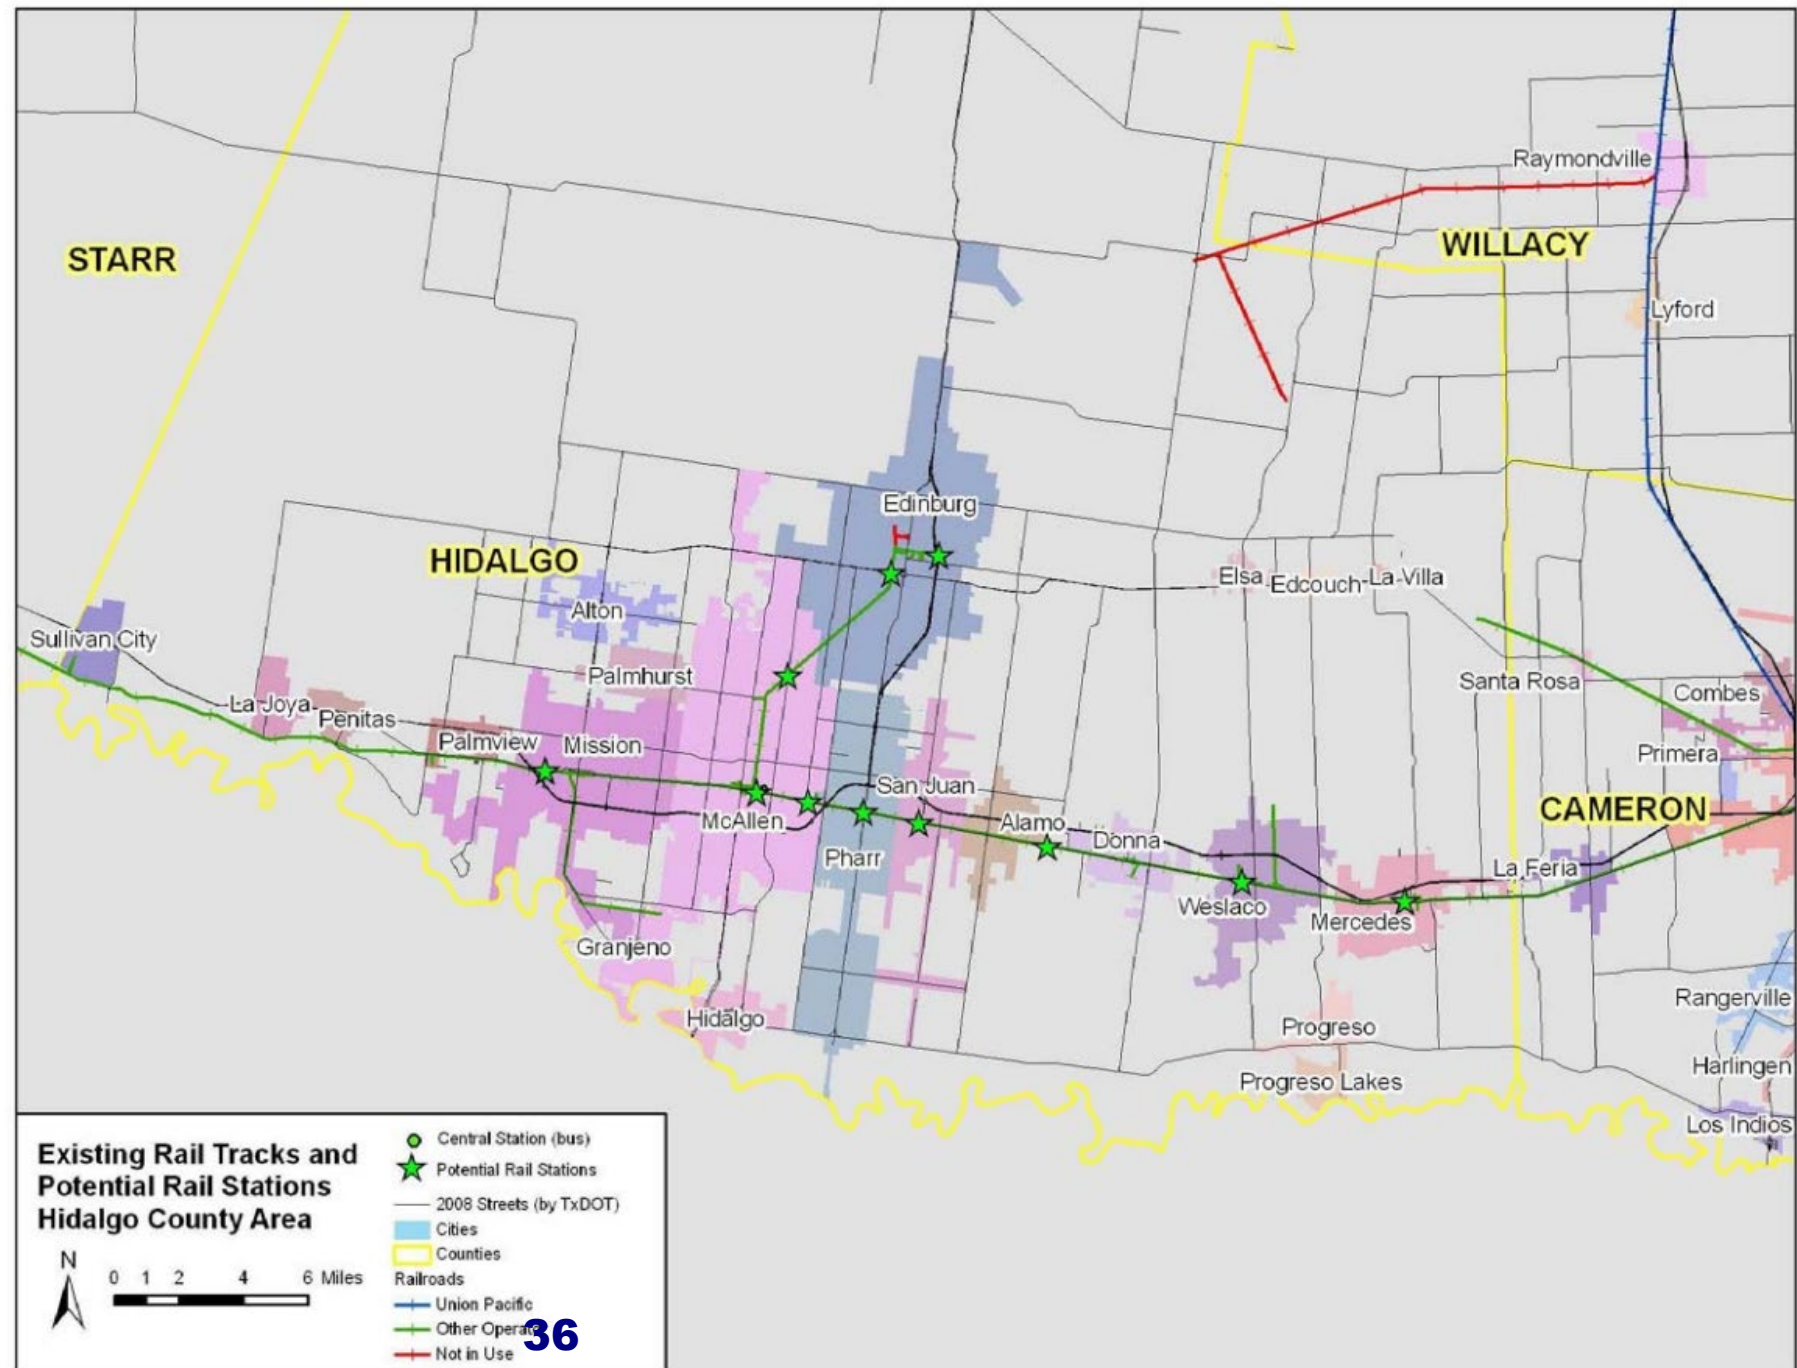 Raymondville
STARR
WILLACY
Lyford
Edinburg
HIDALGO
Elsa
Edcouch
La Villa
Alton
Sullivan City
Palmhurst
Santa Rosa
Combes
La Joya
Penitas
Palmview
Mission
Primera
San Juan
CAMERON
McAllen
Alamo
Donna
Pharr
La Feria
Weslaco
Mercedes
Granjeno
Rangerville
Hidalgo
Progreso
Harlingen
Progreso Lakes
Los Indios
Existing Rail Tracks and
Potential Rail Stations
Hidalgo County Area
N
0 1 2 4 6 Miles
Central Station (bus)
Potential Rail Stations
2008 Streets (by TxDOT)
Cities
Counties
Railroads
Union Pacific
Other
Not in Use
36